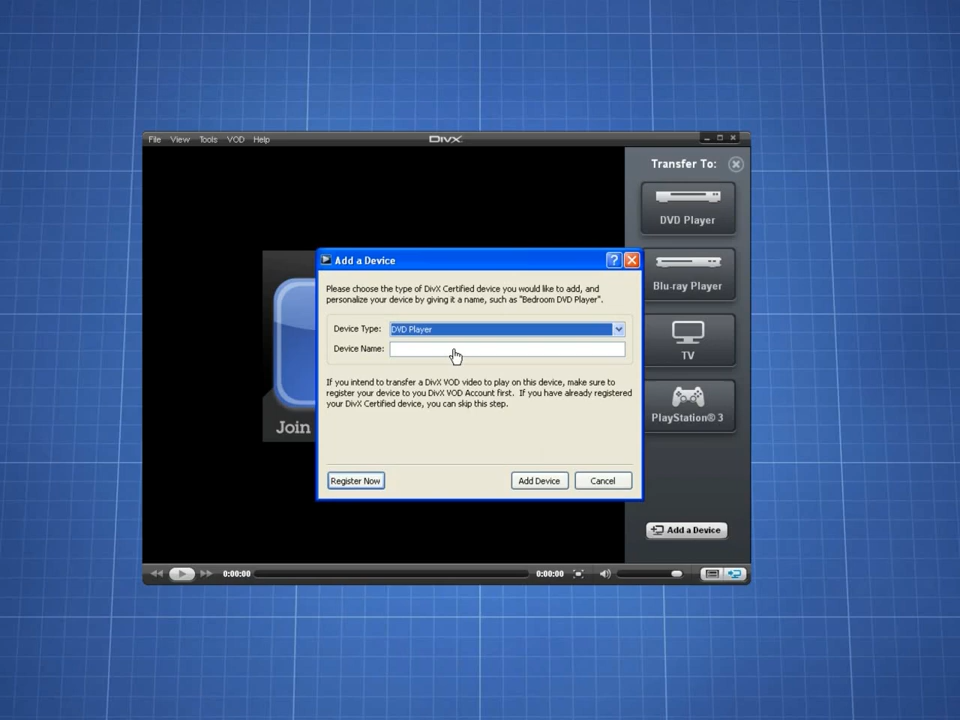 File View Tools VOD Help
DIVX
Transfer To:
DVD Player
Blu-ray Player
TV
PlayStation® 3
Add a Device
Add a Device
Please choose the type of DivX Certified device you would like to add, and
personalize your device by giving it a name, such as "Bedroom DVD Player".
Device Type: DVD Player
Device Name:
If you intend to transfer a DivX VOD video to play on this device, make sure to
register your device to you DivX VOD Account first. If you have already registered
your DivX Certified device, you can skip this step.
Register Now Add Device Cancel
Join
0:00:00 0:00:00